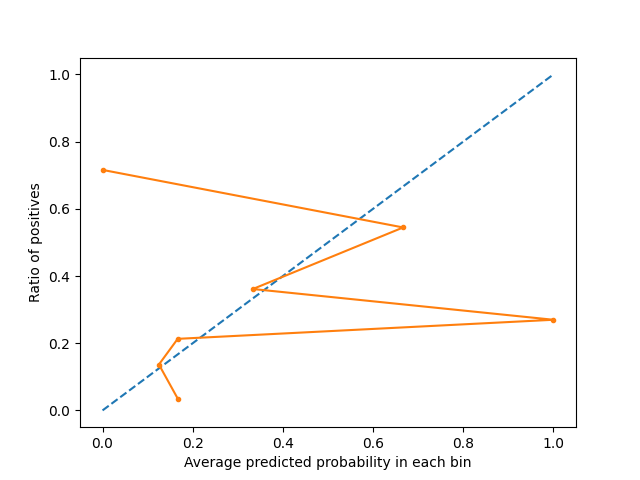 1.0
0.8
0.6
0.4
0.2
0.0
Ratio of positives
0.0 0.2 0.4 0.6 0.8 1.0
Average predicted probability in each bin